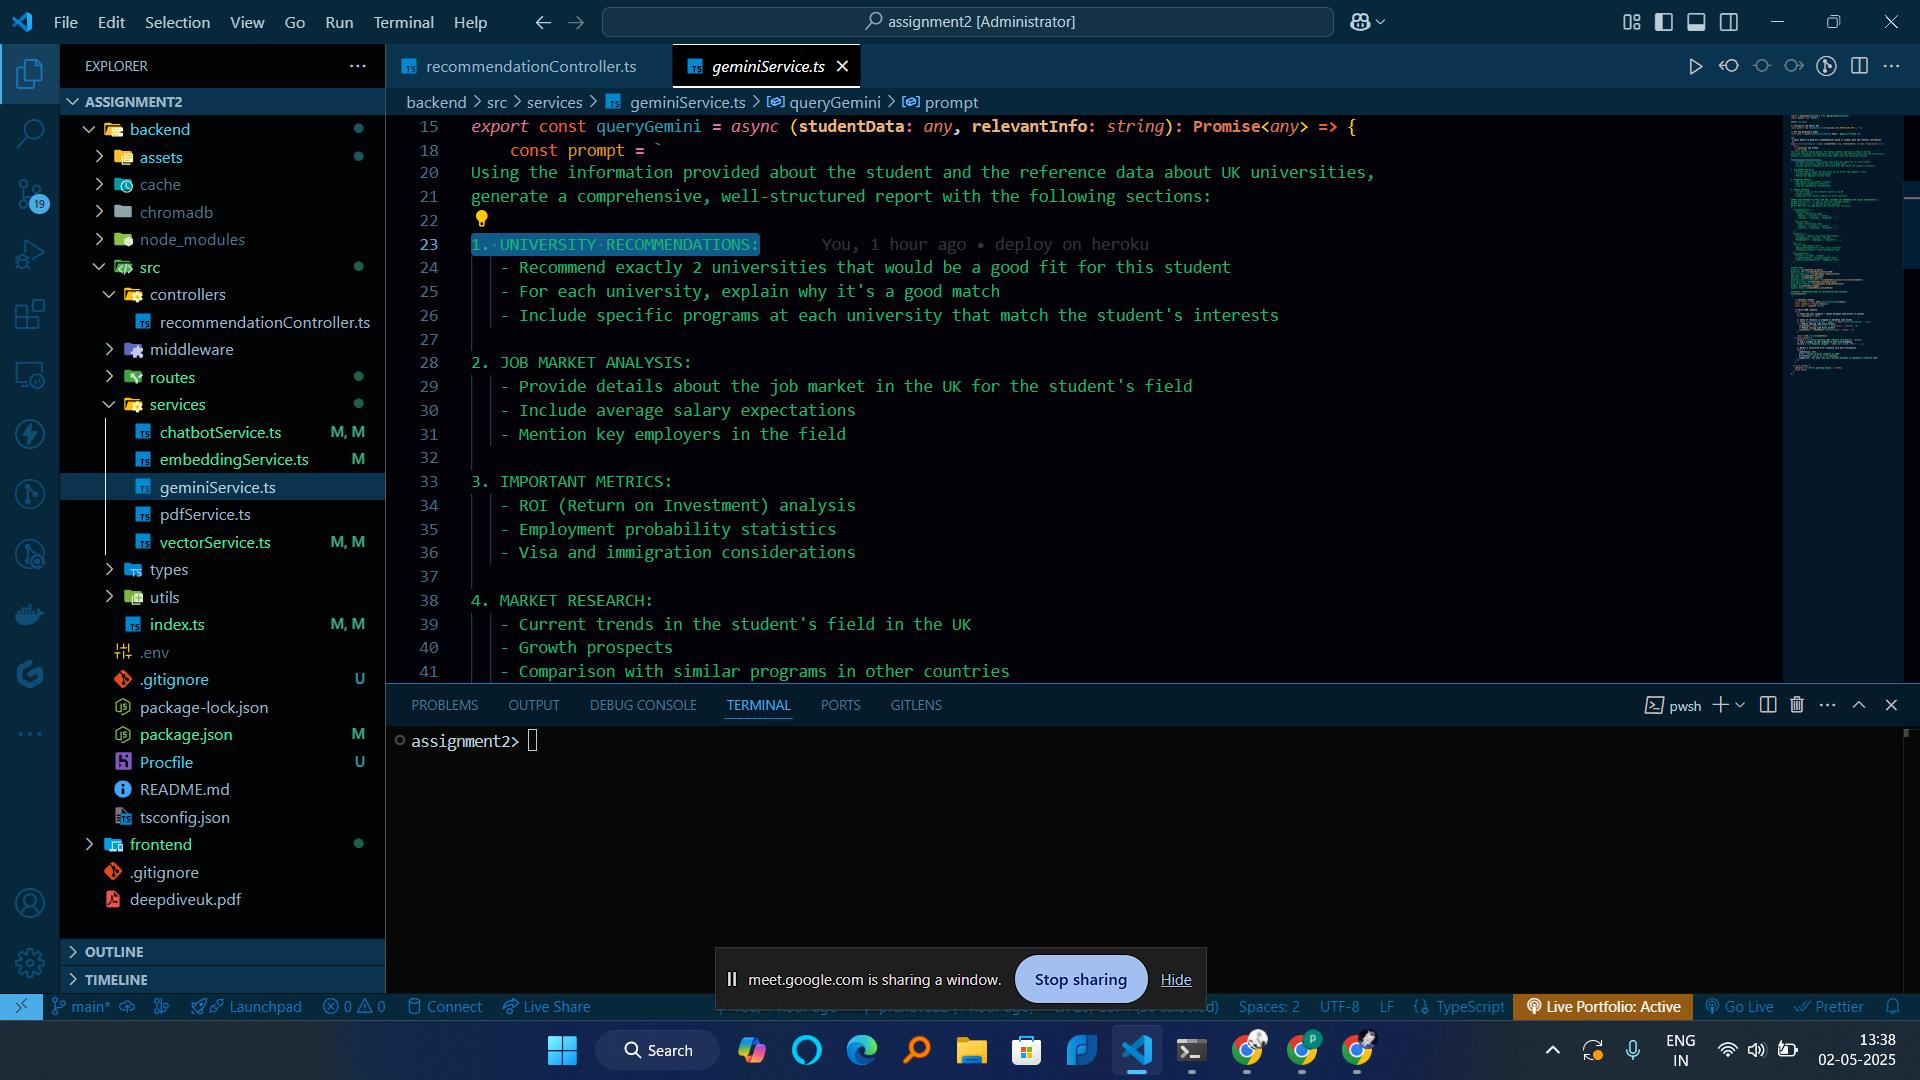 File Edit Selection View Go Run Terminal Help
assignment2 [Administrator]
EXPLORER
ASSIGNMENT2
backend
assets
cache
chromadb
node_modules
src
controllers
recommendationController.ts
middleware
routes
services
chatbotService.ts M, M
embeddingService.ts M
geminiService.ts
pdfService.ts
vectorService.ts M, M
types
utils
index.ts M, M
.env
.gitignore U
package-lock.json
package.json M
Procfile U
README.md
tsconfig.json
frontend
.gitignore
deepdiveuk.pdf
OUTLINE
TIMELINE
19
recommendationController.ts geminiService.ts
backend > src > services > geminiService.ts > queryGemini > prompt
15 export const queryGemini = async (studentData: any, relevantInfo: string): Promise<any> => {
18 const prompt = `
20 Using the information provided about the student and the reference data about UK universities,
21 generate a comprehensive, well-structured report with the following sections:
22
23 1. UNIVERSITY RECOMMENDATIONS: You, 1 hour ago • deploy on heroku
24 - Recommend exactly 2 universities that would be a good fit for this student
25 - For each university, explain why it's a good match
26 - Include specific programs at each university that match the student's interests
27
28 2. JOB MARKET ANALYSIS:
29 - Provide details about the job market in the UK for the student's field
30 - Include average salary expectations
31 - Mention key employers in the field
32
33 3. IMPORTANT METRICS:
34 - ROI (Return on Investment) analysis
35 - Employment probability statistics
36 - Visa and immigration considerations
37
38 4. MARKET RESEARCH:
39 - Current trends in the student's field in the UK
40 - Growth prospects
41 - Comparison with similar programs in other countries
PROBLEMS OUTPUT DEBUG CONSOLE TERMINAL PORTS GITLENS
pwsh
assignment2>
meet.google.com is sharing a window. Stop sharing Hide
main* Launchpad 0 0 Connect Live Share
Spaces: 2 UTF-8 LF {} TypeScript Live Portfolio: Active Go Live Prettier
Search
ENG
IN
13:38
02-05-2025